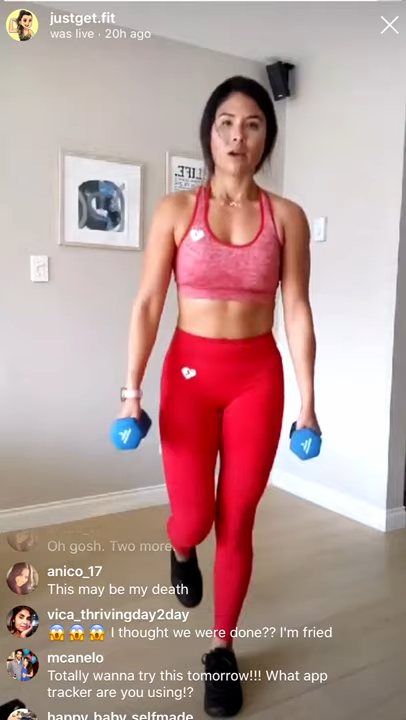 justget.fit
was live · 20h ago
LIFE.
Oh gosh. Two more.
anico_17
This may be my death
vica_thrivingday2day
😱 😱 😱 I thought we were done?? I'm fried
mcanelo
Totally wanna try this tomorrow!!! What app
tracker are you using!?
happy_baby_selfmade